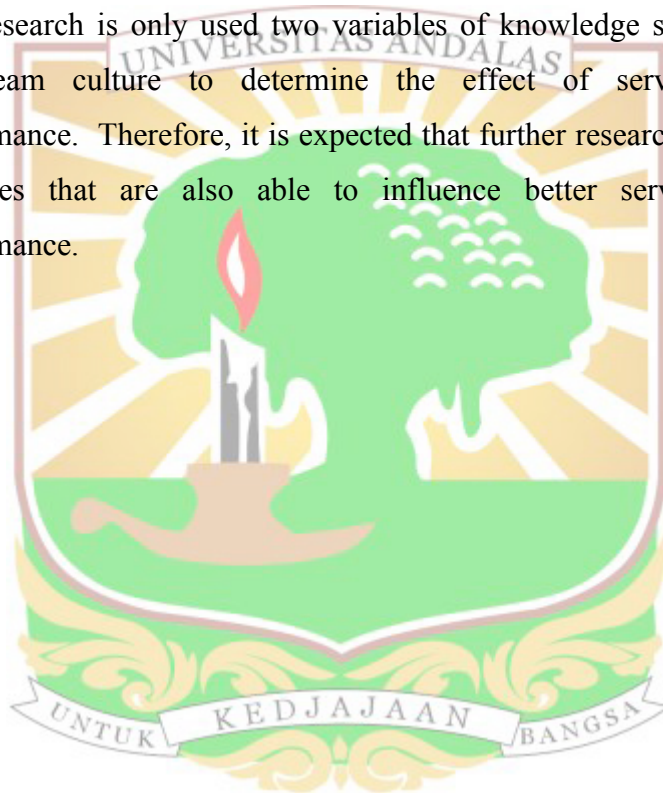 esearch is only used two variables of knowledge s
UNIVERSITAS ANDALAS
eam culture to determine the effect of serv
mance. Therefore, it is expected that further research
es that are also able to influence better serv
mance.
UNTUK KEDJAJAAN BANGSA